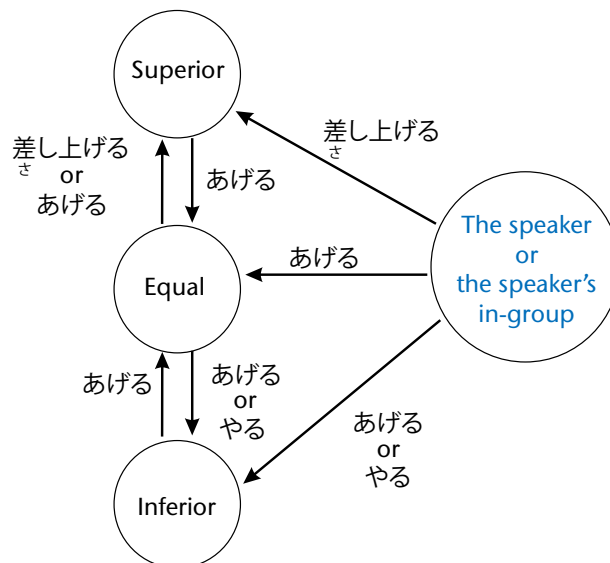 Superior
差し上げる
さ
or
あげる
あげる
差し上げる
さ
The speaker
or
the speaker's
in-group
あげる
Equal
あげる
あげる
or
やる
あげる
or
やる
Inferior